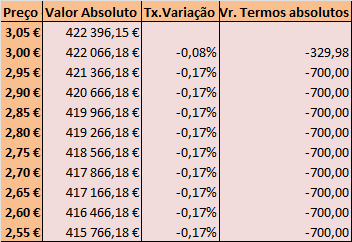 Preço Valor Absoluto Tx.Variação Vr. Termos absolutos
3,05 € 422 396,15 €
3,00 € 422 066,18 € -0,08% -329,98
2,95 € 421 366,18 € -0,17% -700,00
2,90 € 420 666,18 € -0,17% -700,00
2,85 € 419 966,18 € -0,17% -700,00
2,80 € 419 266,18 € -0,17% -700,00
2,75 € 418 566,18 € -0,17% -700,00
2,70 € 417 866,18 € -0,17% -700,00
2,65 € 417 166,18 € -0,17% -700,00
2,60 € 416 466,18 € -0,17% -700,00
2,55 € 415 766,18 € -0,17% -700,00